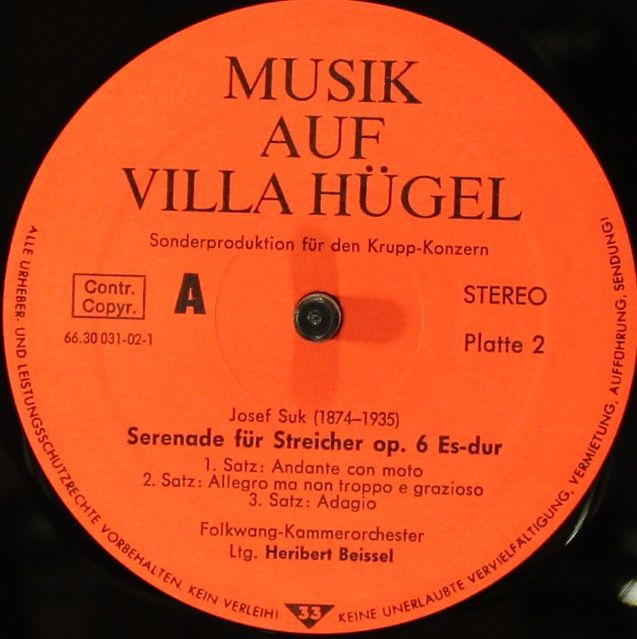 MUSIK
AUF
VILLA HÜGEL
Sonderproduktion für den Krupp-Konzern
Contr.
Copyr.
A
STEREO
66.30 031-02-1
Platte 2
Josef Suk (1874–1935)
Serenade für Streicher op. 6 Es-dur
1. Satz: Andante con moto
2. Satz: Allegro ma non troppo e grazioso
3. Satz: Adagio
Folkwang-Kammerorchester
Ltg. Heribert Beissel
ALLE URHEBER- UND LEISTUNGSSCHUTZRECHTE VORBEHALTEN. KEIN VERLEIH! KEINE UNERLAUBTE VERVIELFÄLTIGUNG, VERMIETUNG, AUFFÜHRUNG, SENDUNG!
33